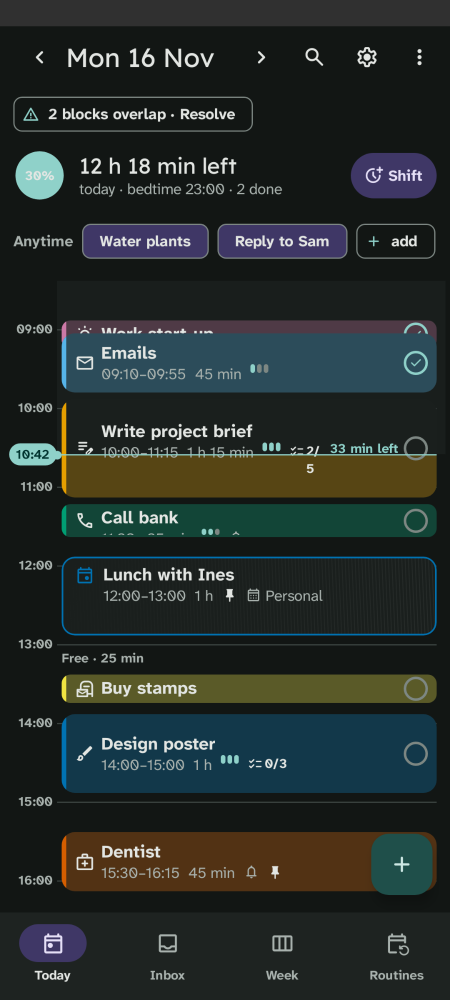 Mon 16 Nov
2 blocks overlap · Resolve
30%
12 h 18 min left
today · bedtime 23:00 · 2 done
Shift
Anytime
Water plants
Reply to Sam
+ add
09:00
Work start-up
Emails
09:10–09:55 45 min
10:00
Write project brief
10:00–11:15 1 h 15 min
2/
5
33 min left
10:42
11:00
Call bank
12:00
Lunch with Ines
12:00–13:00 1 h
Personal
13:00
Free · 25 min
Buy stamps
14:00
Design poster
14:00–15:00 1 h
0/3
15:00
Dentist
15:30–16:15 45 min
16:00
Today
Inbox
Week
Routines